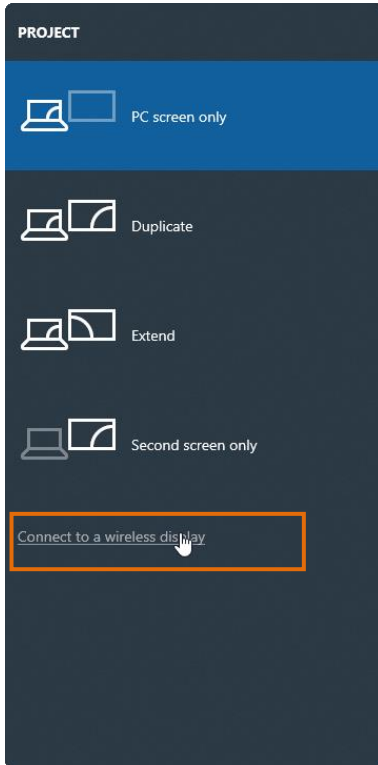 PROJECT
PC screen only
Duplicate
Extend
Second screen only
Connect to a wireless display